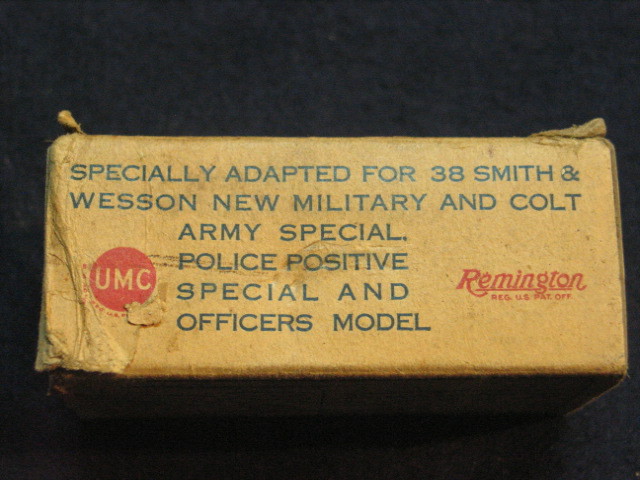 SPECIALLY ADAPTED FOR 38 SMITH &
WESSON NEW MILITARY AND COLT
ARMY SPECIAL,
POLICE POSITIVE
SPECIAL AND
OFFICERS MODEL
UMC
Remington
REG. U.S. PAT. OFF.